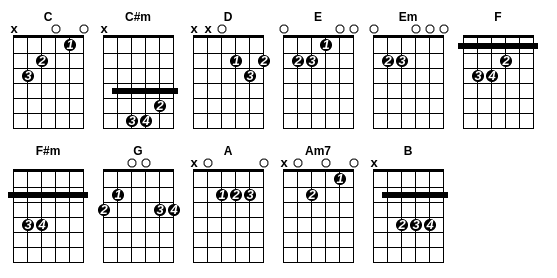 C C#m D E Em F
x x x x
1 1
2 2 3 1 2 2 3 2
3 3 3 4
2
3 4
F#m G A Am7 B
x x x
1
1 1 2 3 2
2 3 4
3 4 2 3 4